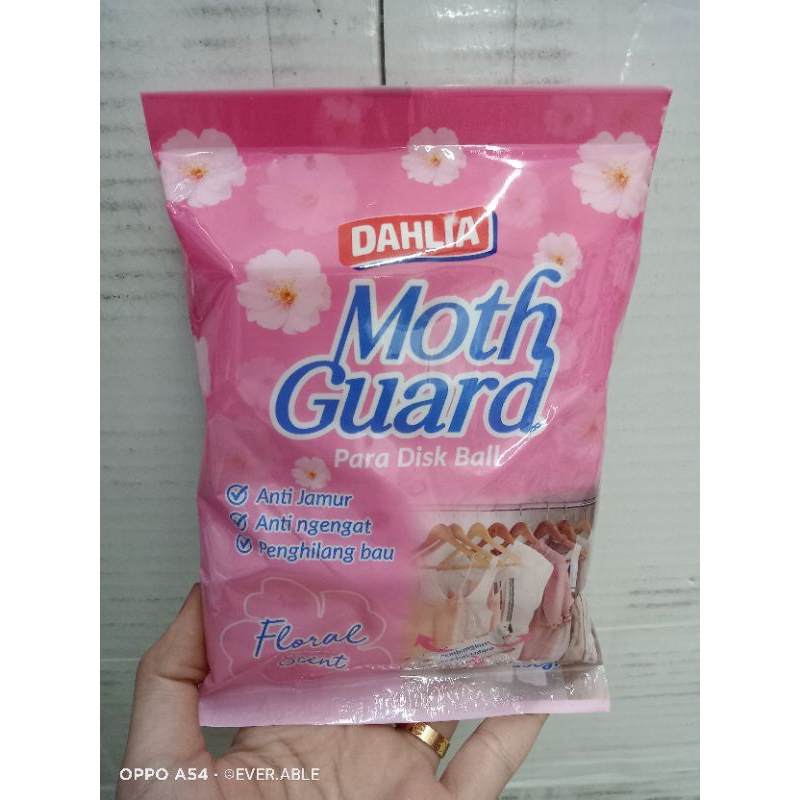 DAHLIA
Moth
Guard
Para Disk Ball
Anti Jamur
Anti ngengat
Penghilang bau
Floral
Scent
OPPO A54 · ©EVER.ABLE